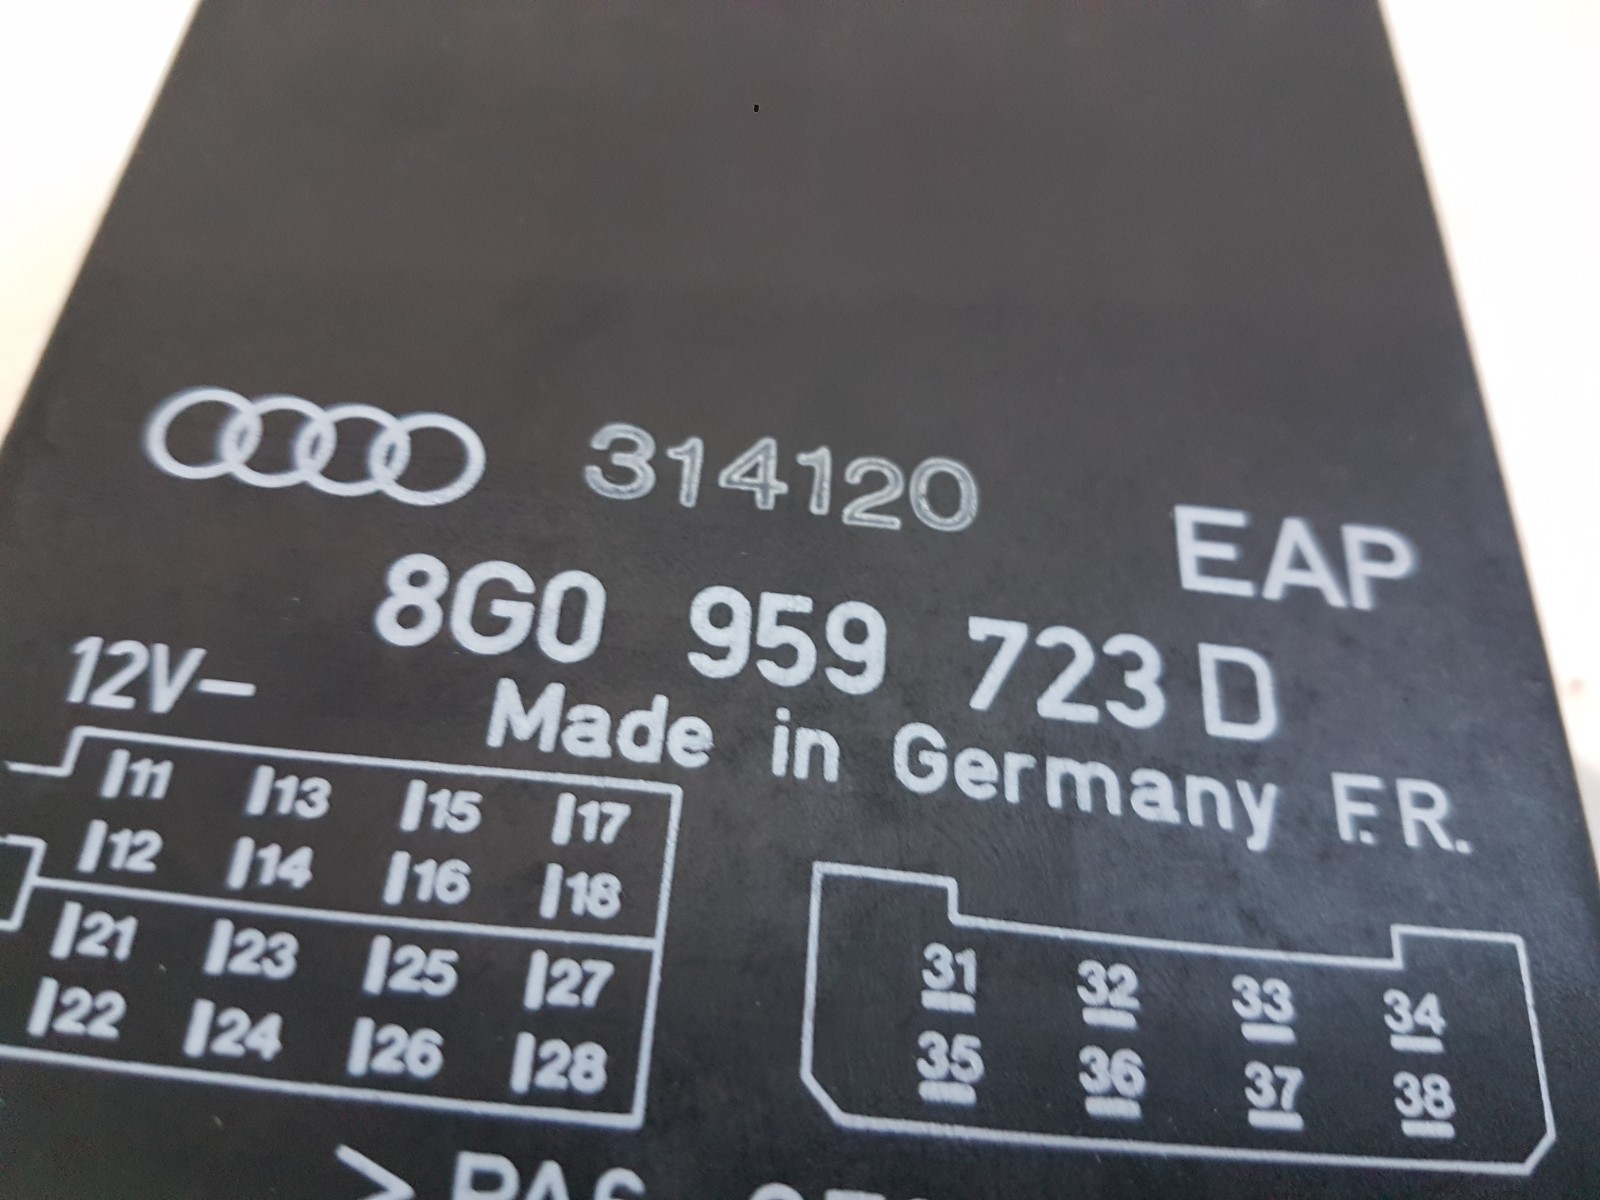 314120
EAP
8G0 959 723 D
12V-
Made in Germany F.R.
11 13 15 17
12 14 16 18
21 23 25 27
22 24 26 28
31 32 33 34
35 36 37 38